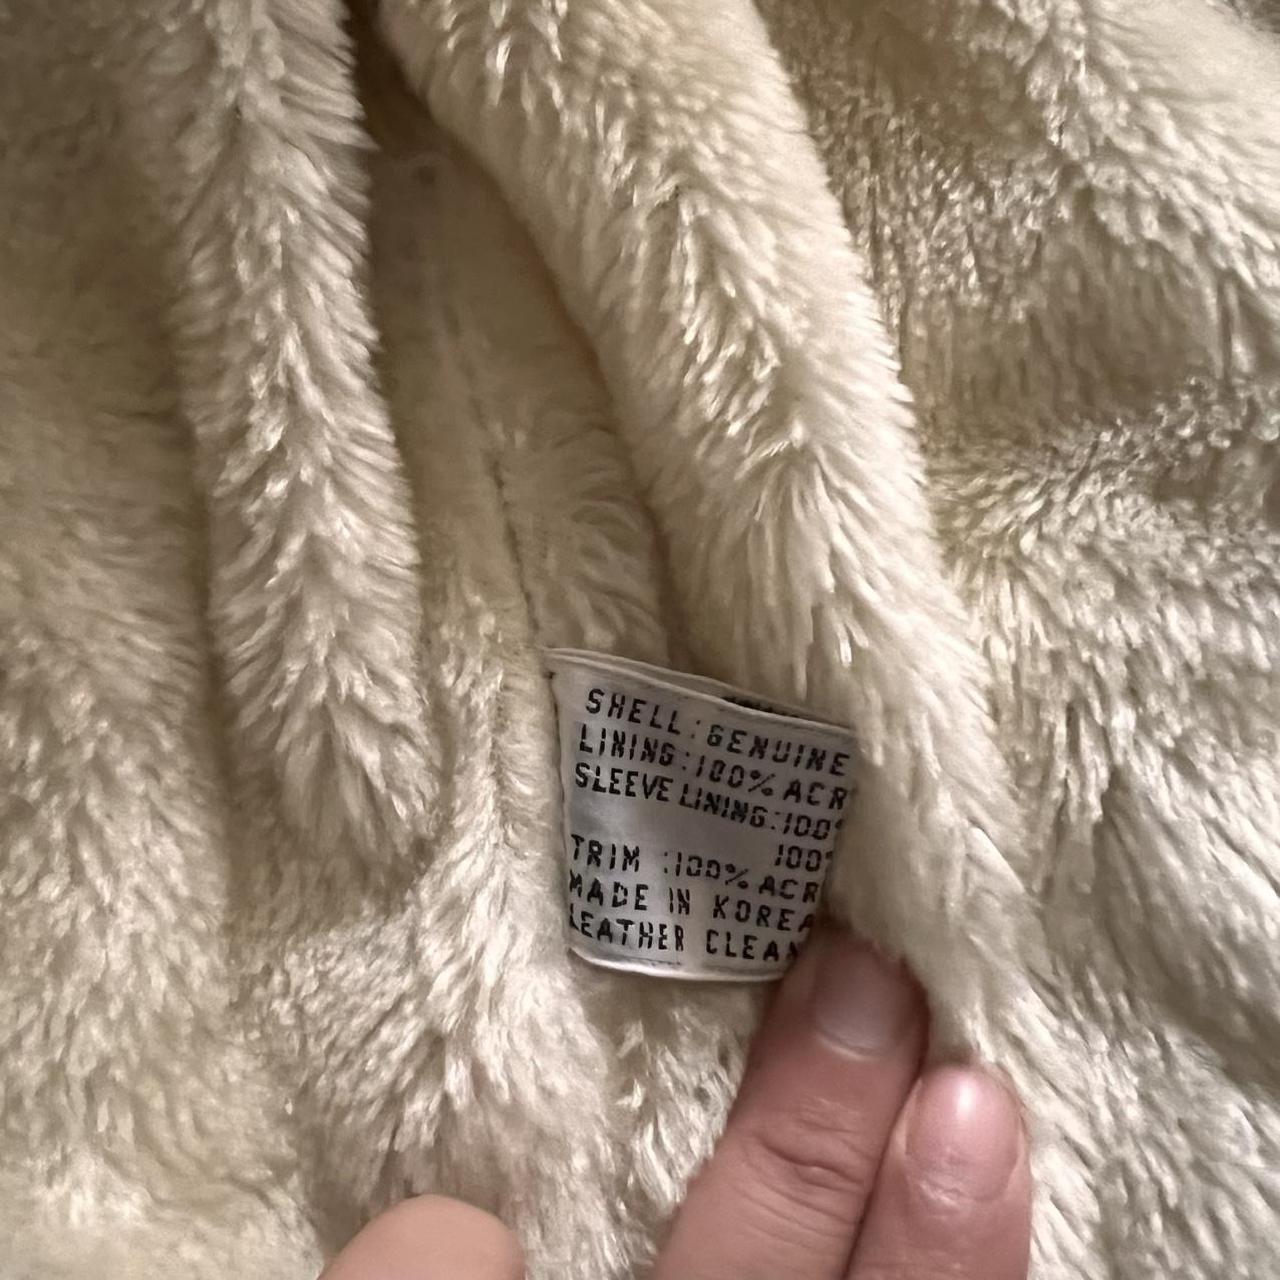 SHELL:GENUINE
LINING:100% ACR
SLEEVE LINING:100%
100%
TRIM :100% ACR
MADE IN KOREA
LEATHER CLEAN